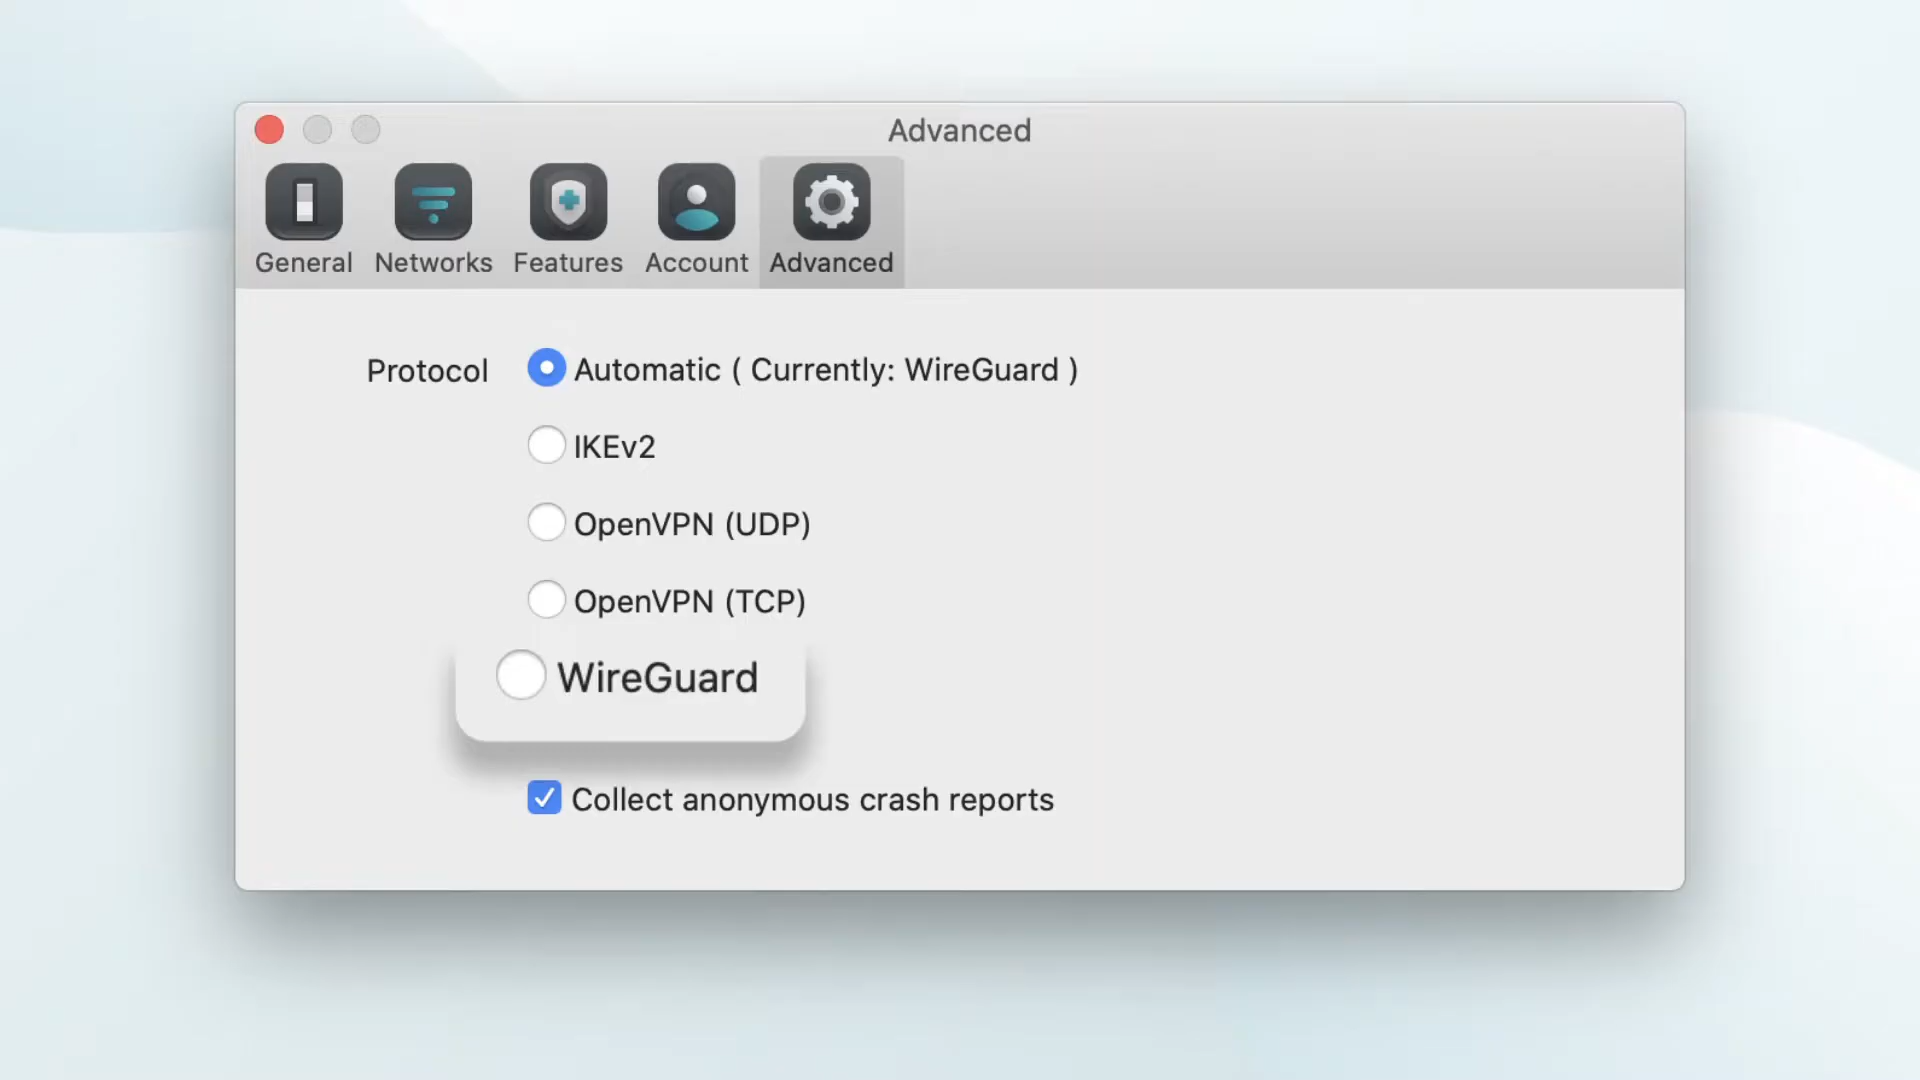 Advanced
General Networks Features Account Advanced
Protocol Automatic ( Currently: WireGuard )
IKEv2
OpenVPN (UDP)
OpenVPN (TCP)
WireGuard
Collect anonymous crash reports